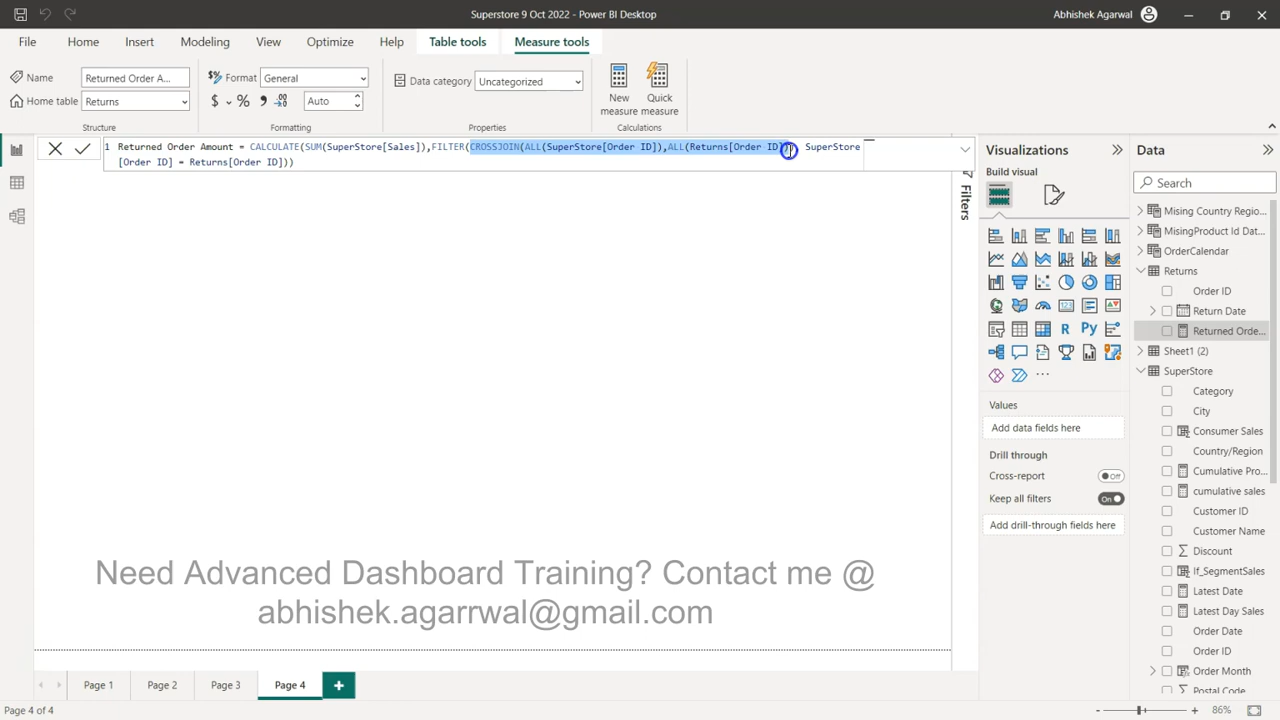 Superstore 9 Oct 2022 - Power BI Desktop
Abhishek Agarwal
File Home Insert Modeling View Optimize Help Table tools Measure tools
Name Returned Order A...
Home table Returns
Structure
Format General
$ % 9 Auto
Formatting
Data category Uncategorized
Properties
New measure
Quick measure
Calculations
1 Returned Order Amount = CALCULATE(SUM(SuperStore[Sales]),FILTER(CROSSJOIN(ALL(SuperStore[Order ID]),ALL(Returns[Order ID])), SuperStore
[Order ID] = Returns[Order ID]))
Filters
Need Advanced Dashboard Training? Contact me @
abhishek.agarrwal@gmail.com
Visualizations
Build visual
R Py
...
Values
Add data fields here
Drill through
Cross-report Off
Keep all filters On
Add drill-through fields here
Data
Search
Mising Country Regio...
MisingProduct Id Dat...
OrderCalendar
Returns
Order ID
Return Date
Returned Orde...
Sheet1 (2)
SuperStore
Category
City
Consumer Sales
Country/Region
Cumulative Pro...
cumulative sales
Customer ID
Customer Name
Discount
If_SegmentSales
Latest Date
Latest Day Sales
Order Date
Order ID
Order Month
Postal Code
Page 1 Page 2 Page 3 Page 4 +
Page 4 of 4
- + 86%